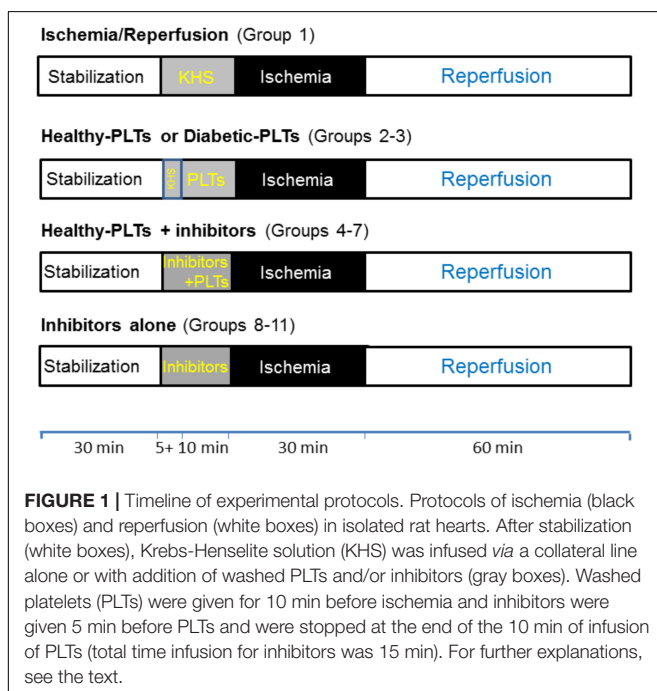 Ischemia/Reperfusion (Group 1)
Stabilization KHS Ischemia Reperfusion
Healthy-PLTs or Diabetic-PLTs (Groups 2-3)
Stabilization KHS PLTs Ischemia Reperfusion
Healthy-PLTs + inhibitors (Groups 4-7)
Stabilization Inhibitors +PLTs Ischemia Reperfusion
Inhibitors alone (Groups 8-11)
Stabilization Inhibitors Ischemia Reperfusion
30 min 5+ 10 min 30 min 60 min
FIGURE 1 | Timeline of experimental protocols. Protocols of ischemia (black
boxes) and reperfusion (white boxes) in isolated rat hearts. After stabilization
(white boxes), Krebs-Henselite solution (KHS) was infused via a collateral line
alone or with addition of washed PLTs and/or inhibitors (gray boxes). Washed
platelets (PLTs) were given for 10 min before ischemia and inhibitors were
given 5 min before PLTs and were stopped at the end of the 10 min of infusion
of PLTs (total time infusion for inhibitors was 15 min). For further explanations,
see the text.